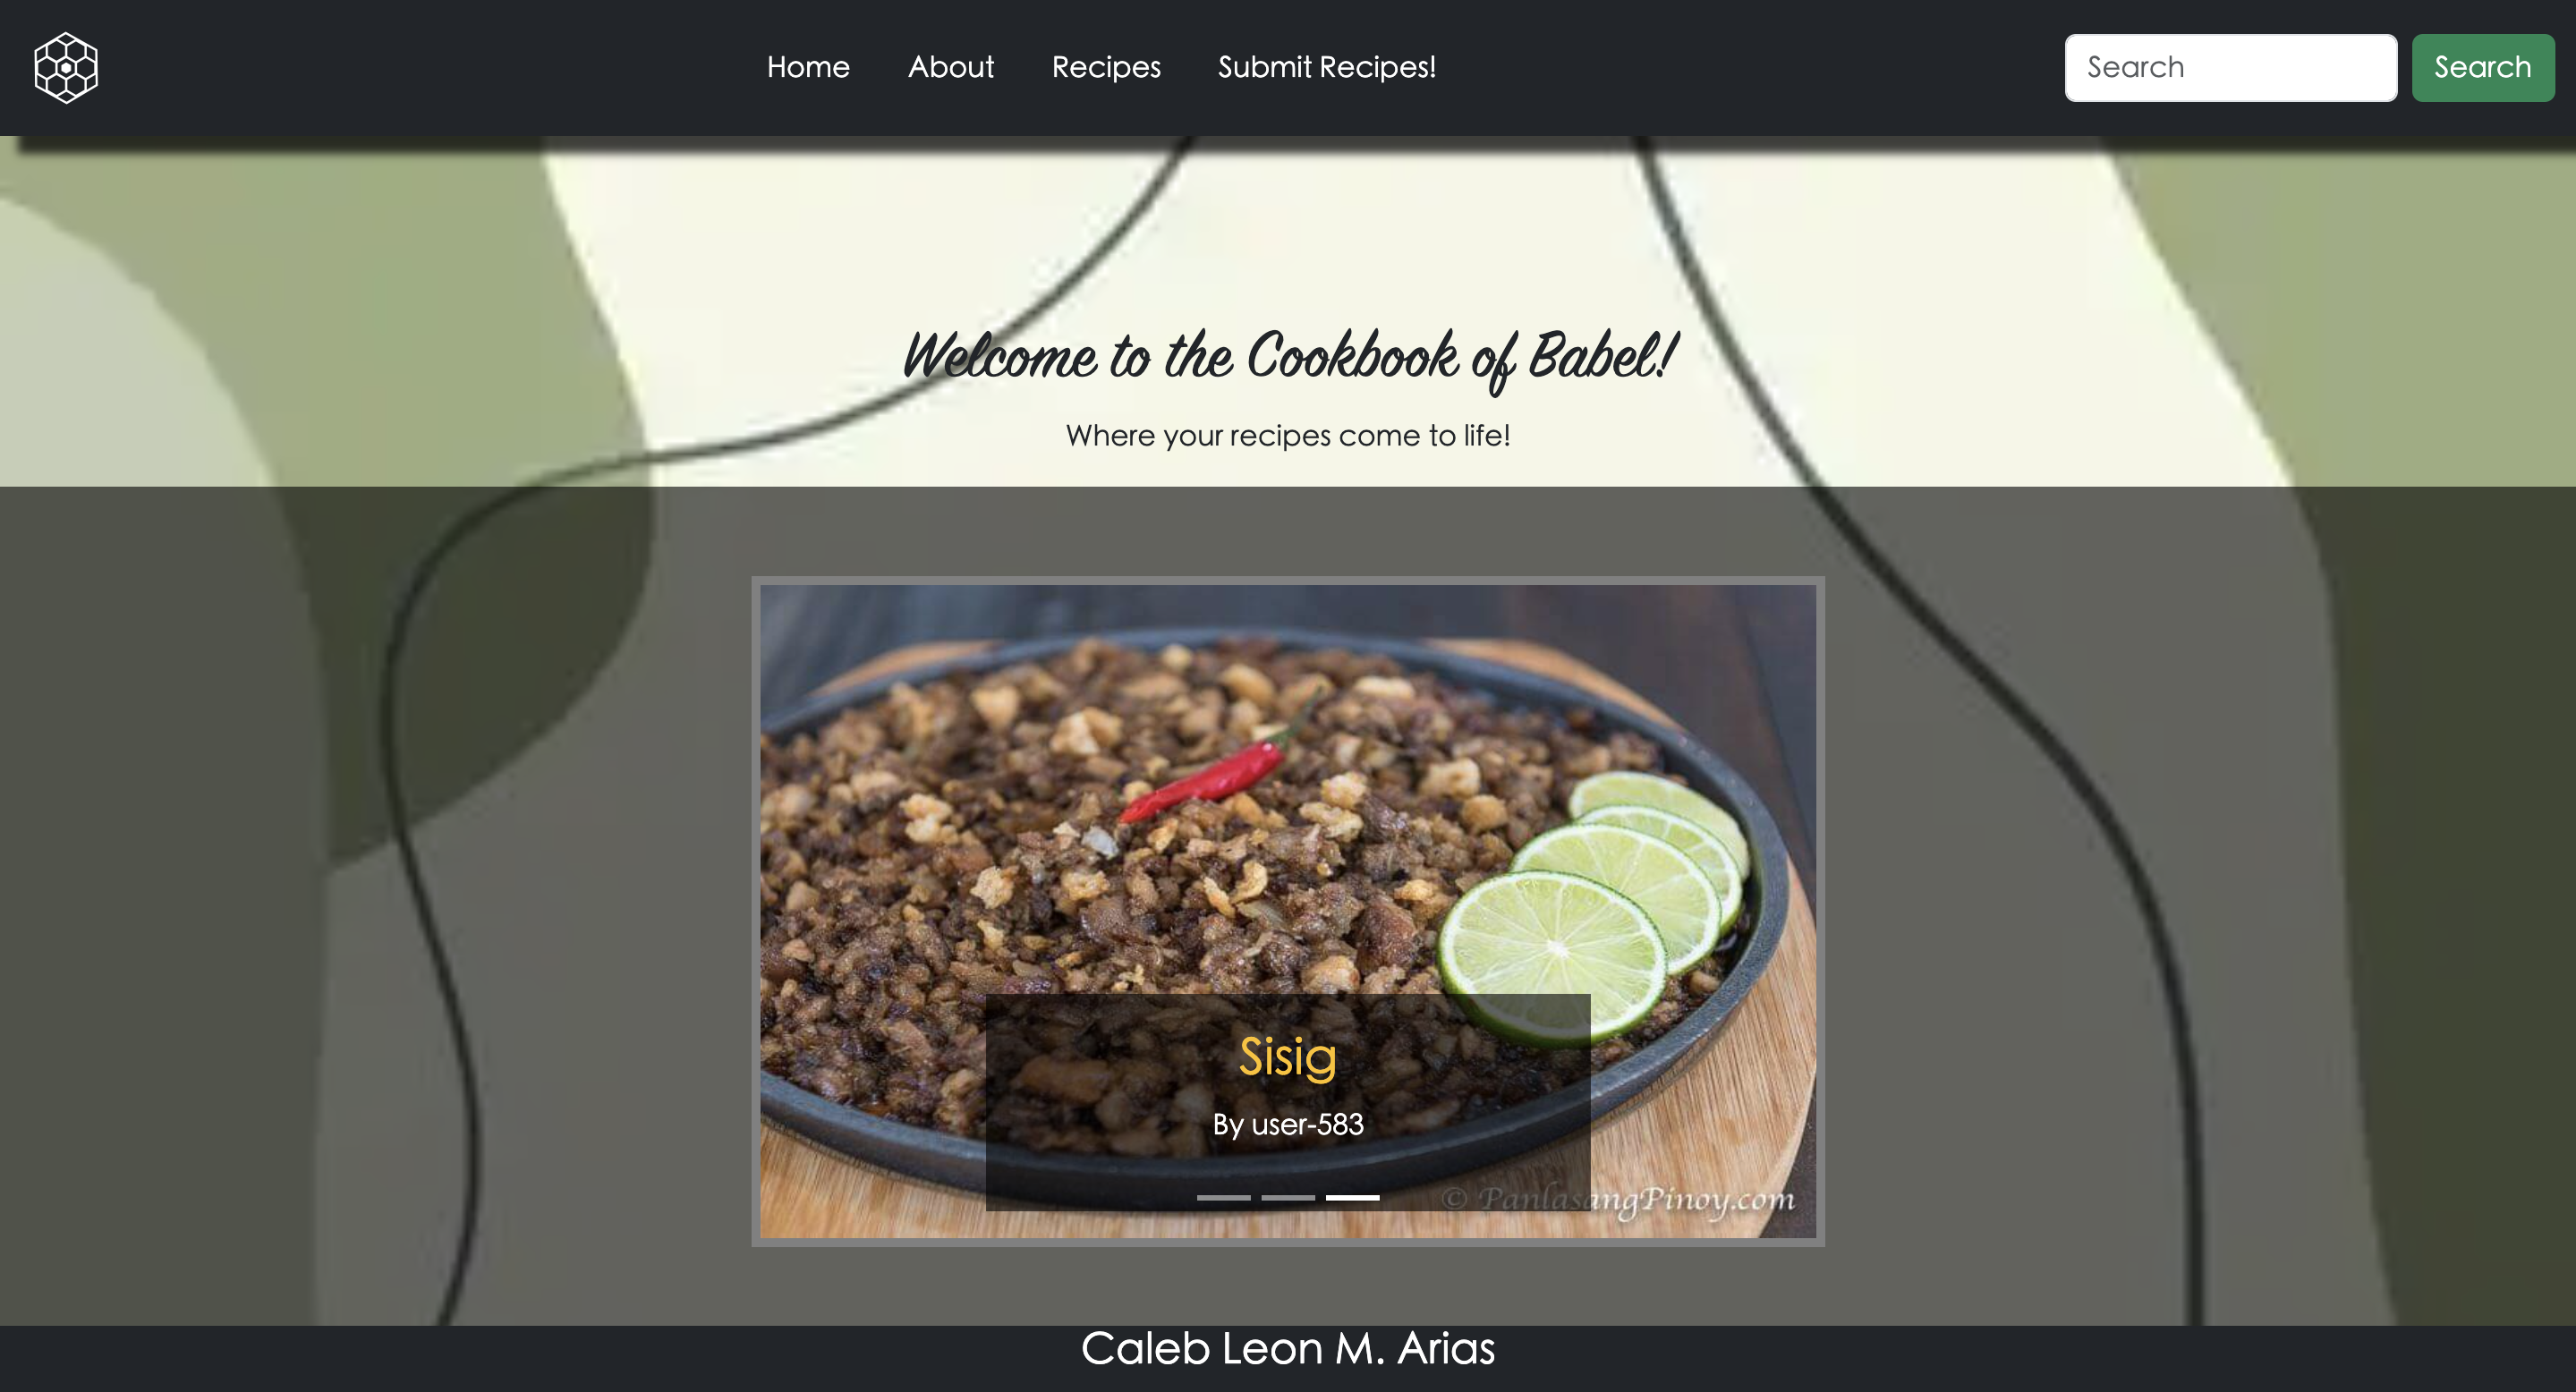 Home About Recipes Submit Recipes! Search Search
Welcome to the Cookbook of Babel!
Where your recipes come to life!
Sisig
By user-583
© PanlasangPinoy.com
Caleb Leon M. Arias